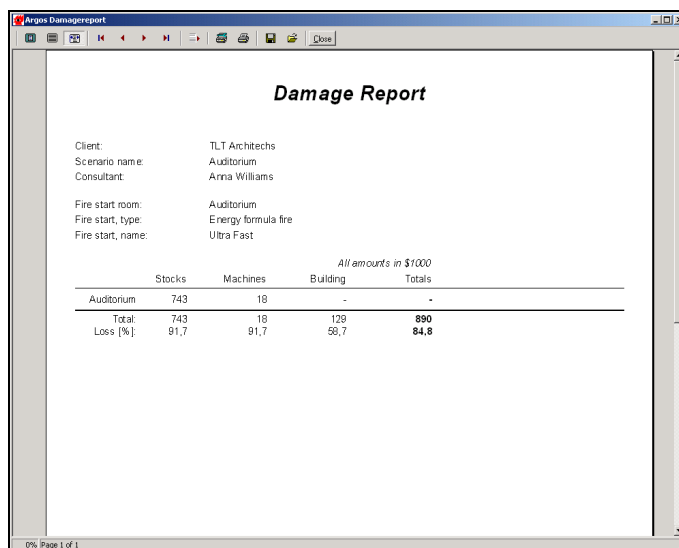 Argos Damagereport
Close
Damage Report
Client: TLT Architechs
Scenario name: Auditorium
Consultant: Anna Williams
Fire start room: Auditorium
Fire start, type: Energy formula fire
Fire start, name: Ultra Fast
All amounts in $1000
Stocks Machines Building Totals
Auditorium 743 18 - -
Total: 743 18 129 890
Loss [%]: 91,7 91,7 58,7 84,8
0% Page 1 of 1